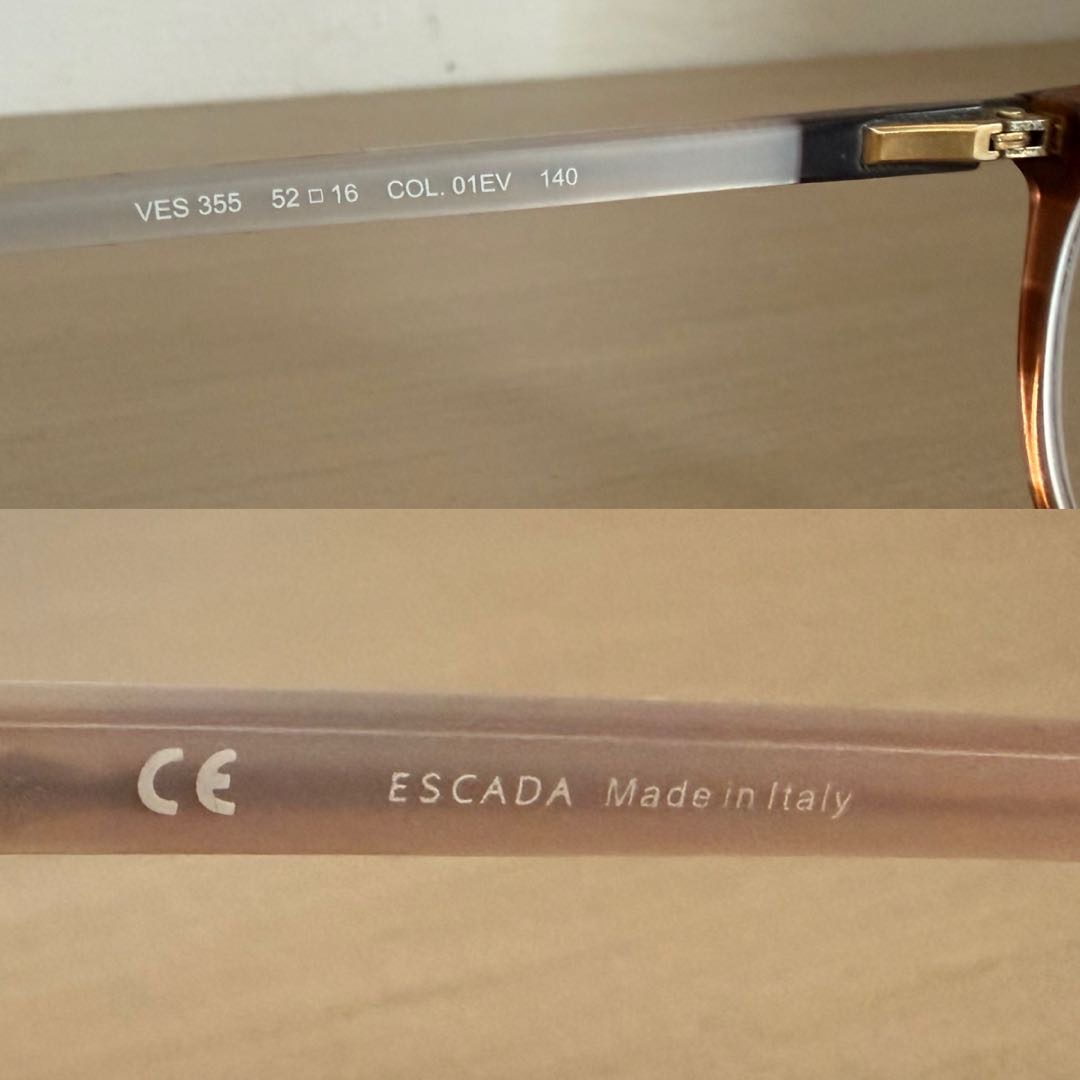 VES 355 52 □ 16 COL. 01EV 140
CE ESCADA Made in Italy